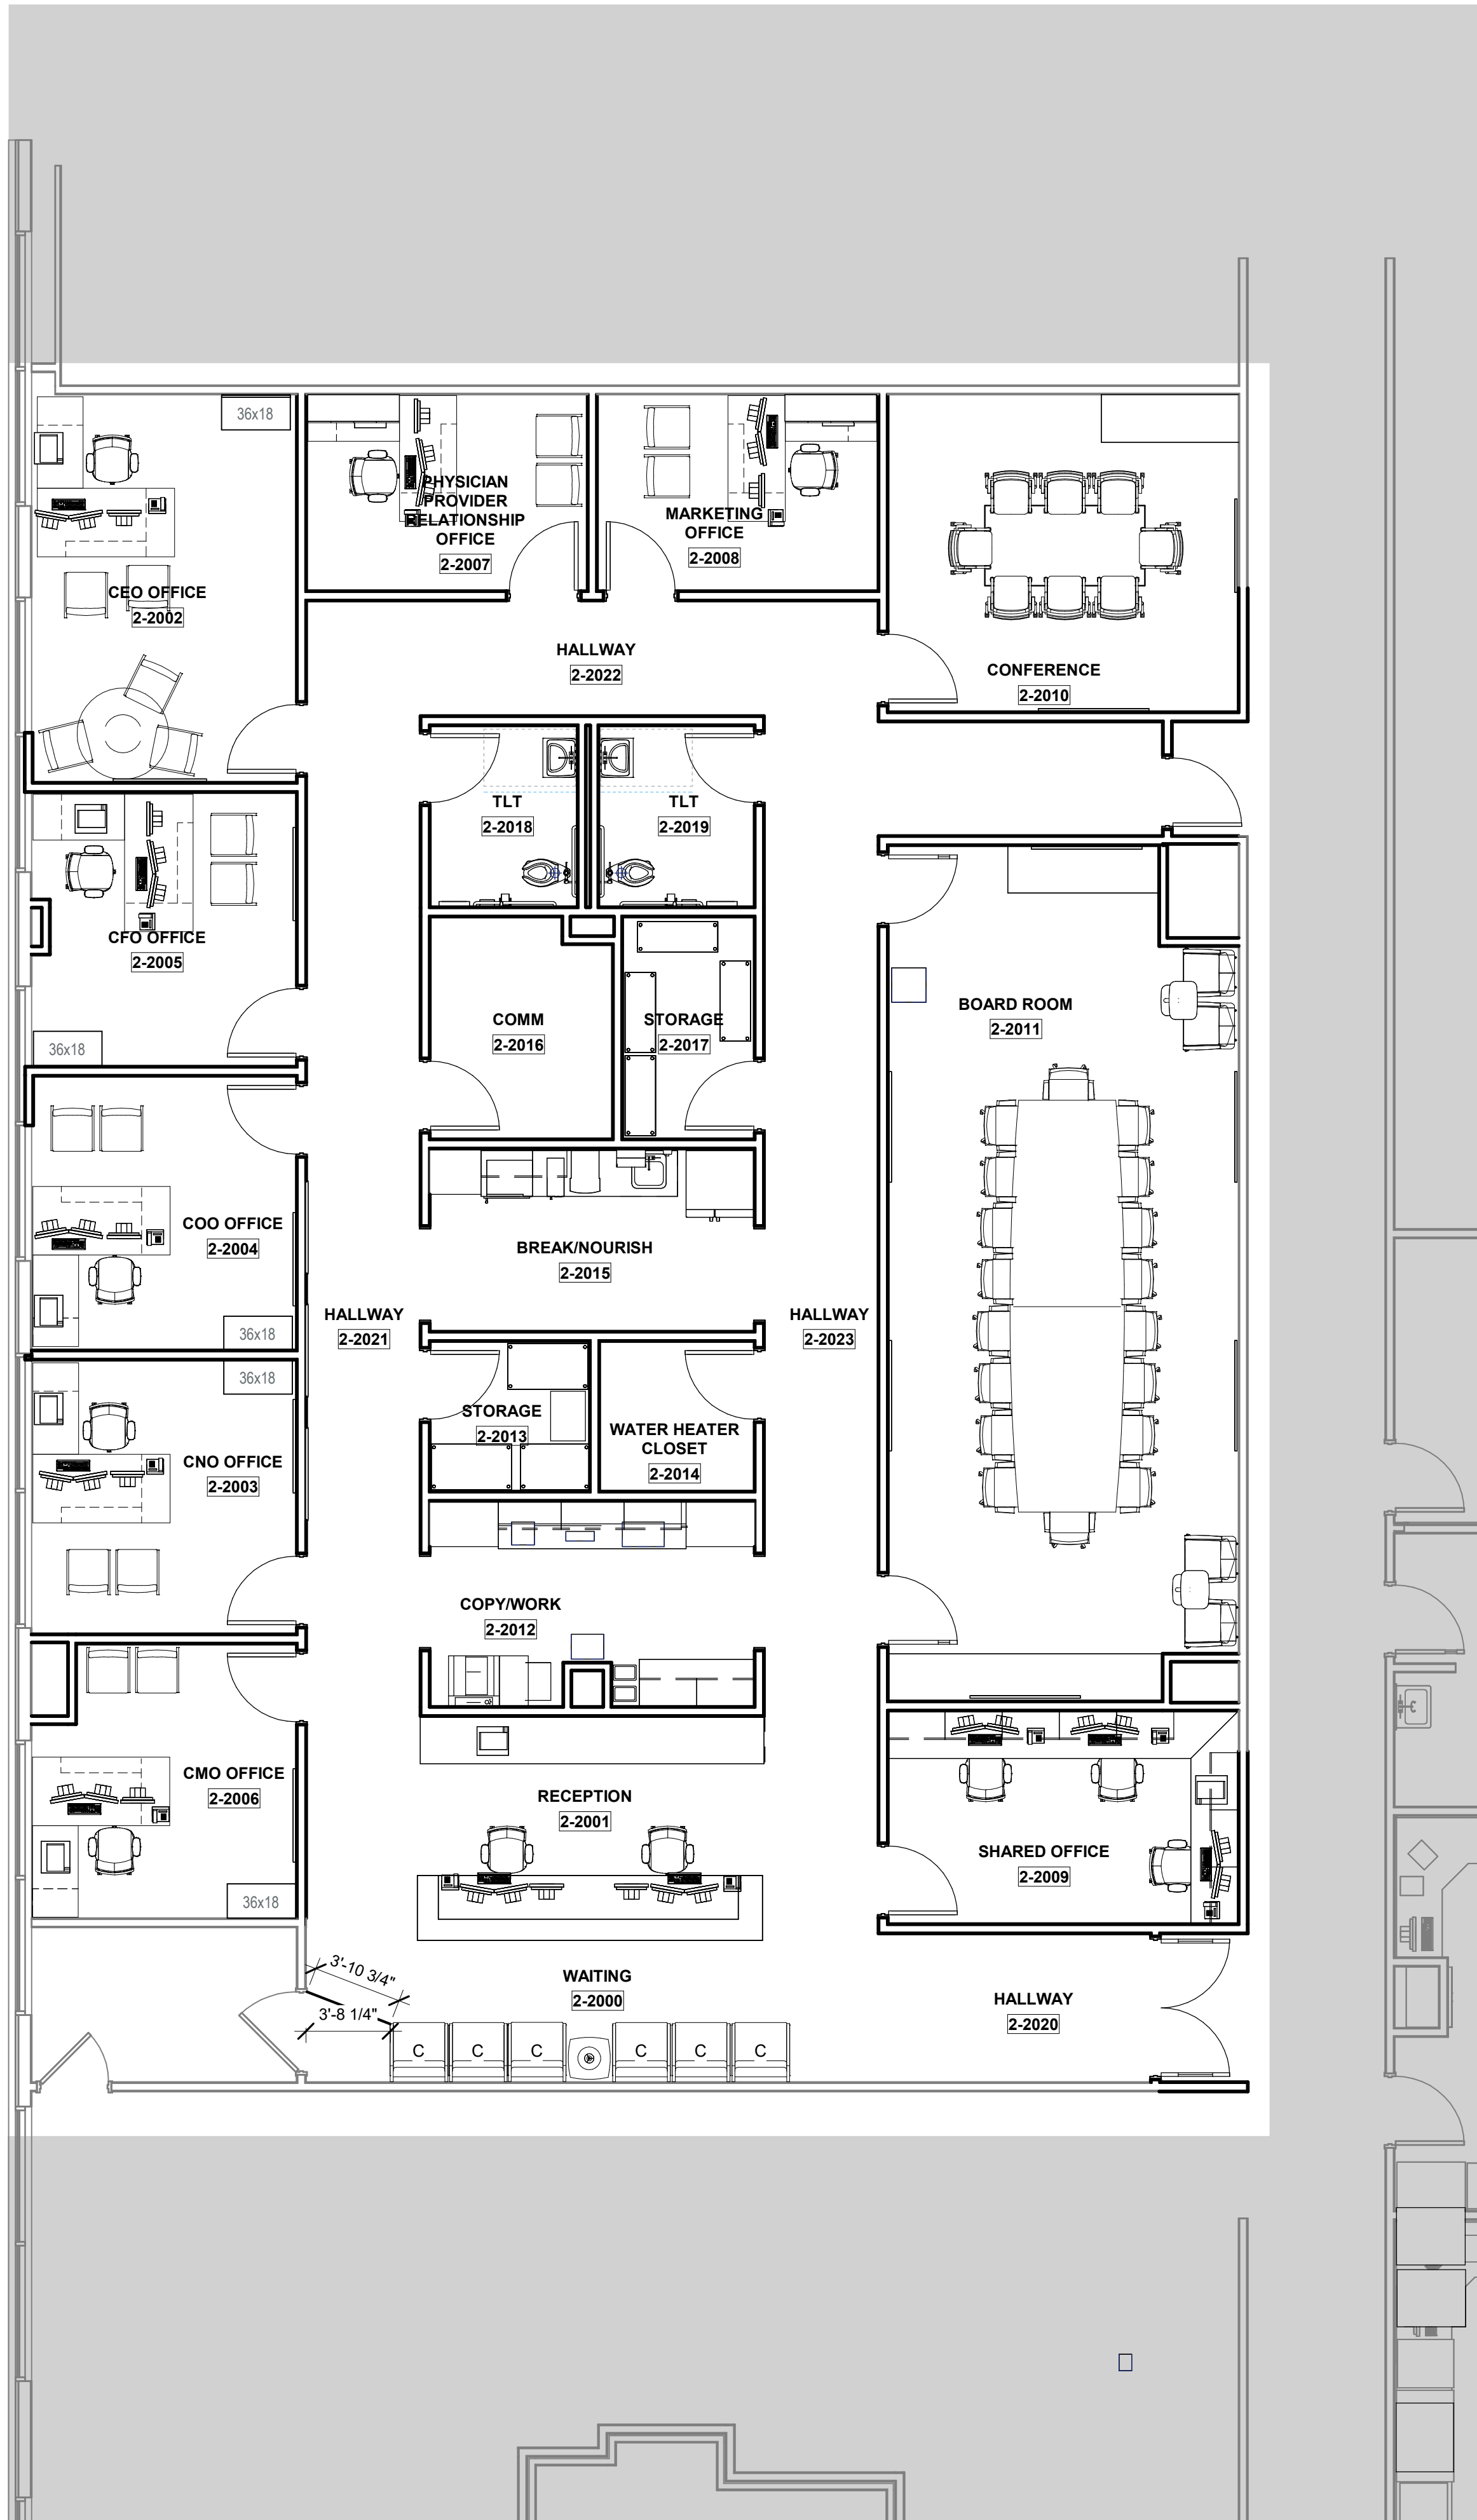 36x18
PHYSICIAN
PROVIDER
RELATIONSHIP
OFFICE
2-2007
MARKETING
OFFICE
2-2008
CEO OFFICE
2-2002
HALLWAY
2-2022
CONFERENCE
2-2010
TLT
2-2018
TLT
2-2019
CFO OFFICE
2-2005
36x18
COMM
2-2016
STORAGE
2-2017
BOARD ROOM
2-2011
COO OFFICE
2-2004
36x18
BREAK/NOURISH
2-2015
HALLWAY
2-2021
HALLWAY
2-2023
36x18
CNO OFFICE
2-2003
STORAGE
2-2013
WATER HEATER
CLOSET
2-2014
COPY/WORK
2-2012
CMO OFFICE
2-2006
36x18
RECEPTION
2-2001
SHARED OFFICE
2-2009
3'-10 3/4"
3'-8 1/4"
WAITING
2-2000
HALLWAY
2-2020
C C C C C C